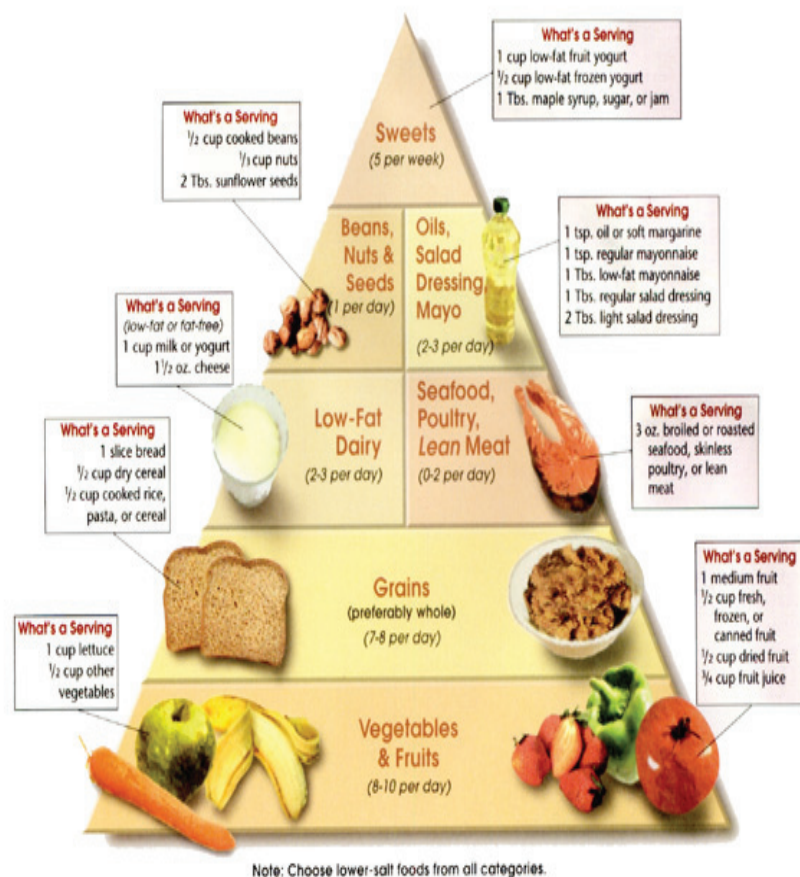 What's a Serving
1 cup low-fat fruit yogurt
½ cup low-fat frozen yogurt
1 Tbs. maple syrup, sugar, or jam
Sweets
(5 per week)
What's a Serving
½ cup cooked beans
⅓ cup nuts
2 Tbs. sunflower seeds
Beans,
Nuts &
Seeds
(1 per day)
Oils,
Salad
Dressing,
Mayo
(2-3 per day)
What's a Serving
1 tsp. oil or soft margarine
1 tsp. regular mayonnaise
1 Tbs. low-fat mayonnaise
1 Tbs. regular salad dressing
2 Tbs. light salad dressing
What's a Serving
(low-fat or fat-free)
1 cup milk or yogurt
1½ oz. cheese
Low-Fat
Dairy
(2-3 per day)
Seafood,
Poultry,
Lean Meat
(0-2 per day)
What's a Serving
3 oz. broiled or roasted
seafood, skinless
poultry, or lean
meat
What's a Serving
1 slice bread
½ cup dry cereal
½ cup cooked rice,
pasta, or cereal
Grains
(preferably whole)
(7-8 per day)
What's a Serving
1 cup lettuce
½ cup other
vegetables
Vegetables
& Fruits
(8-10 per day)
What's a Serving
1 medium fruit
½ cup fresh,
frozen, or
canned fruit
½ cup dried fruit
¾ cup fruit juice
Note: Choose lower-salt foods from all categories.